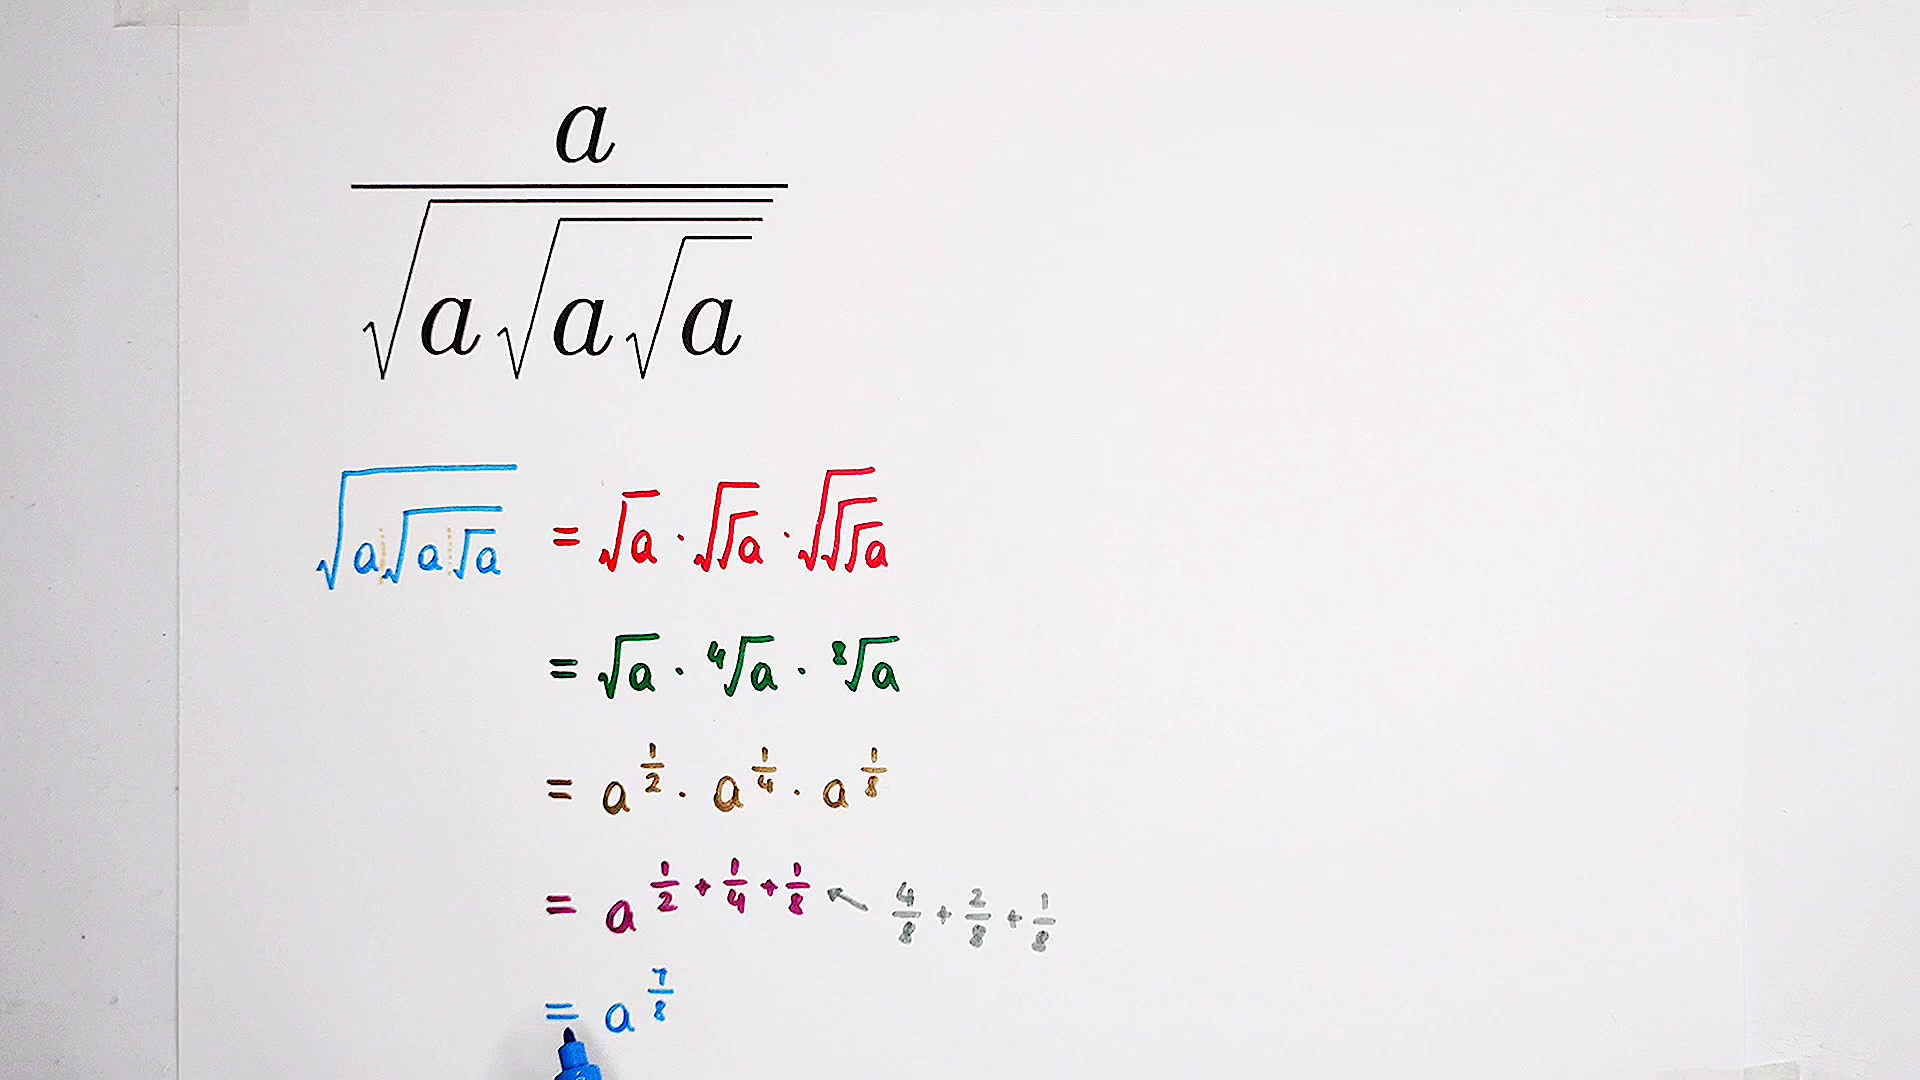 a
√(a√(a√a))
√(a√(a√a)) = √a · √√a · √√√a
= √a · ⁴√a · ⁸√a
= a^(1/2) · a^(1/4) · a^(1/8)
= a^(1/2 + 1/4 + 1/8) ↖ 4/8 + 2/8 + 1/8
= a^(7/8)